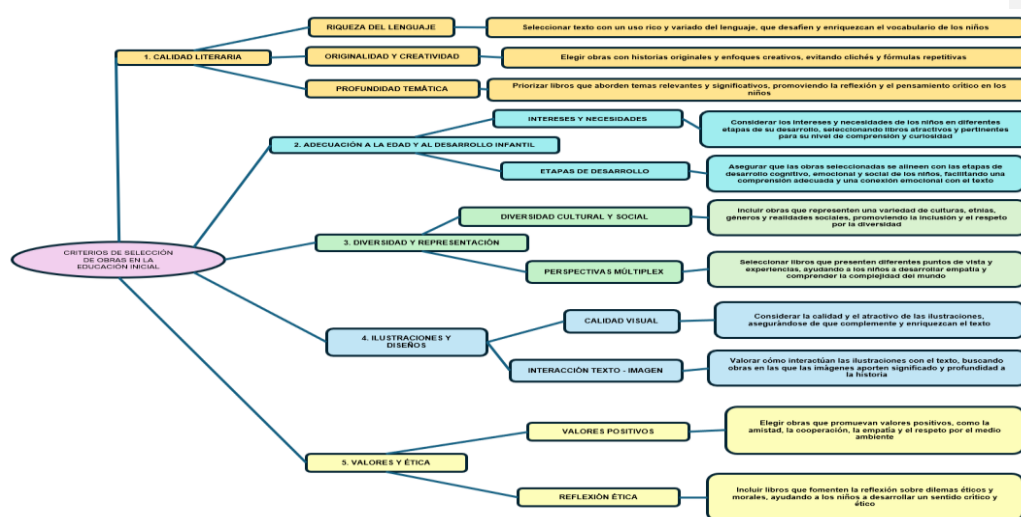 CRITERIOS DE SELECCIÓN
DE OBRAS EN LA
EDUCACIÓN INICIAL
1. CALIDAD LITERARIA
RIQUEZA DEL LENGUAJE
Seleccionar texto con un uso rico y variado del lenguaje, que desafíen y enriquezcan el vocabulario de los niños
ORIGINALIDAD Y CREATIVIDAD
Elegir obras con historias originales y enfoques creativos, evitando clichés y fórmulas repetitivas
PROFUNDIDAD TEMÁTICA
Priorizar libros que aborden temas relevantes y significativos, promoviendo la reflexión y el pensamiento crítico en los
niños
2. ADECUACIÓN A LA EDAD Y AL DESARROLLO INFANTIL
INTERESES Y NECESIDADES
Considerar los intereses y necesidades de los niños en diferentes
etapas de su desarrollo, seleccionando libros atractivos y pertinentes
para su nivel de comprensión y curiosidad
ETAPAS DE DESARROLLO
Asegurar que las obras seleccionadas se alineen con las etapas de
desarrollo cognitivo, emocional y social de los niños, facilitando una
comprensión adecuada y una conexión emocional con el texto
3. DIVERSIDAD Y REPRESENTACIÓN
DIVERSIDAD CULTURAL Y SOCIAL
Incluir obras que representen una variedad de culturas, etnias,
géneros y realidades sociales, promoviendo la inclusión y el respeto
por la diversidad
PERSPECTIVAS MÚLTIPLEX
Seleccionar libros que presenten diferentes puntos de vista y
experiencias, ayudando a los niños a desarrollar empatía y
comprender la complejidad del mundo
4. ILUSTRACIONES Y
DISEÑOS
CALIDAD VISUAL
Considerar la calidad y el atractivo de las ilustraciones,
asegurándose de que complemente y enriquezcan el texto
INTERACCIÓN TEXTO - IMAGEN
Valorar cómo interactúan las ilustraciones con el texto, buscando
obras en las que las imágenes aporten significado y profundidad a
la historia
5. VALORES Y ÉTICA
VALORES POSITIVOS
Elegir obras que promuevan valores positivos, como la
amistad, la cooperación, la empatía y el respeto por el medio
ambiente
REFLEXIÓN ÉTICA
Incluir libros que fomenten la reflexión sobre dilemas éticos y
morales, ayudando a los niños a desarrollar un sentido crítico y
ético